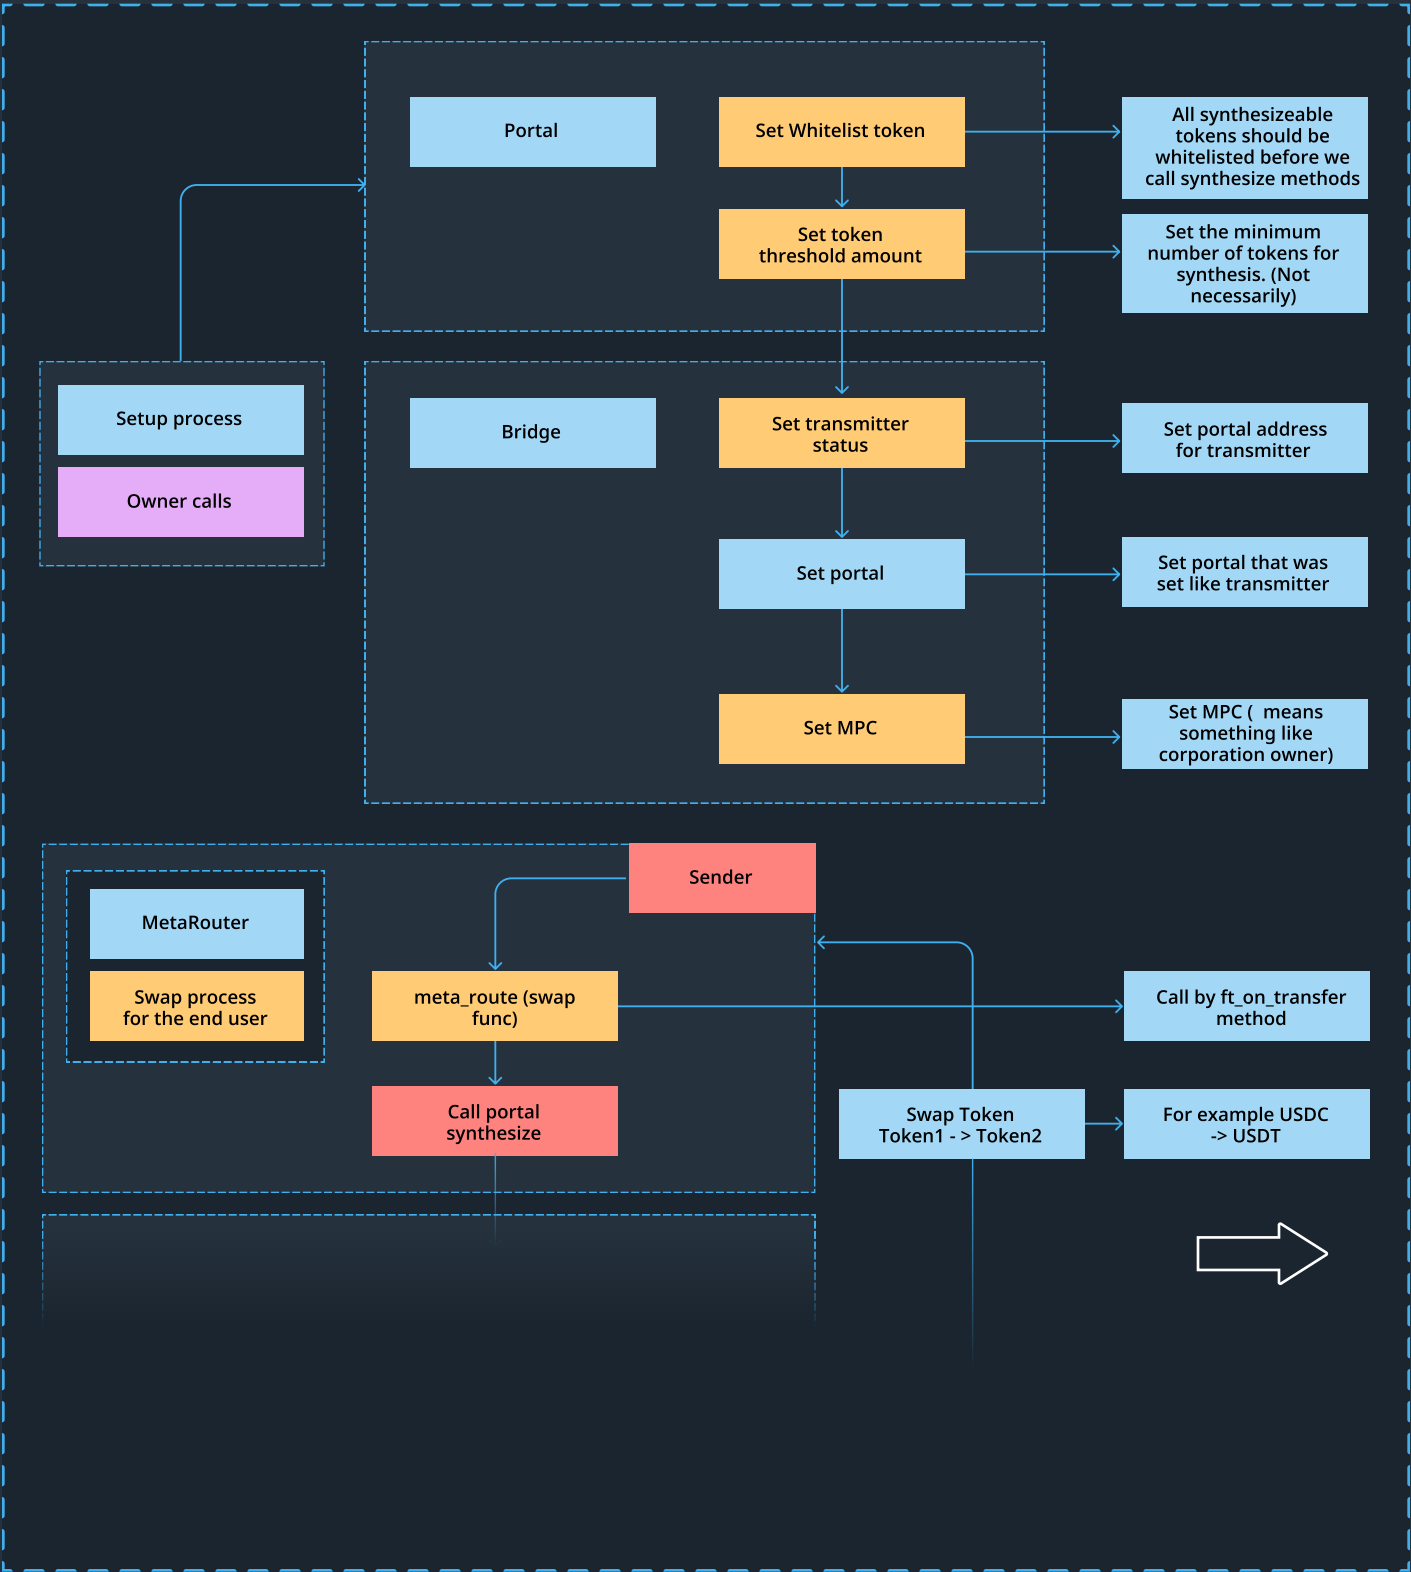 Portal
Set Whitelist token
All synthesizeable
tokens should be
whitelisted before we
call synthesize methods
Set token
threshold amount
Set the minimum
number of tokens for
synthesis. (Not
necessarily)
Setup process
Owner calls
Bridge
Set transmitter
status
Set portal address
for transmitter
Set portal
Set portal that was
set like transmitter
Set MPC
Set MPC (  means
something like
corporation owner)
Sender
MetaRouter
Swap process
for the end user
meta_route (swap
func)
Call by ft_on_transfer
method
Call portal
synthesize
Swap Token
Token1 - > Token2
For example USDC
-> USDT